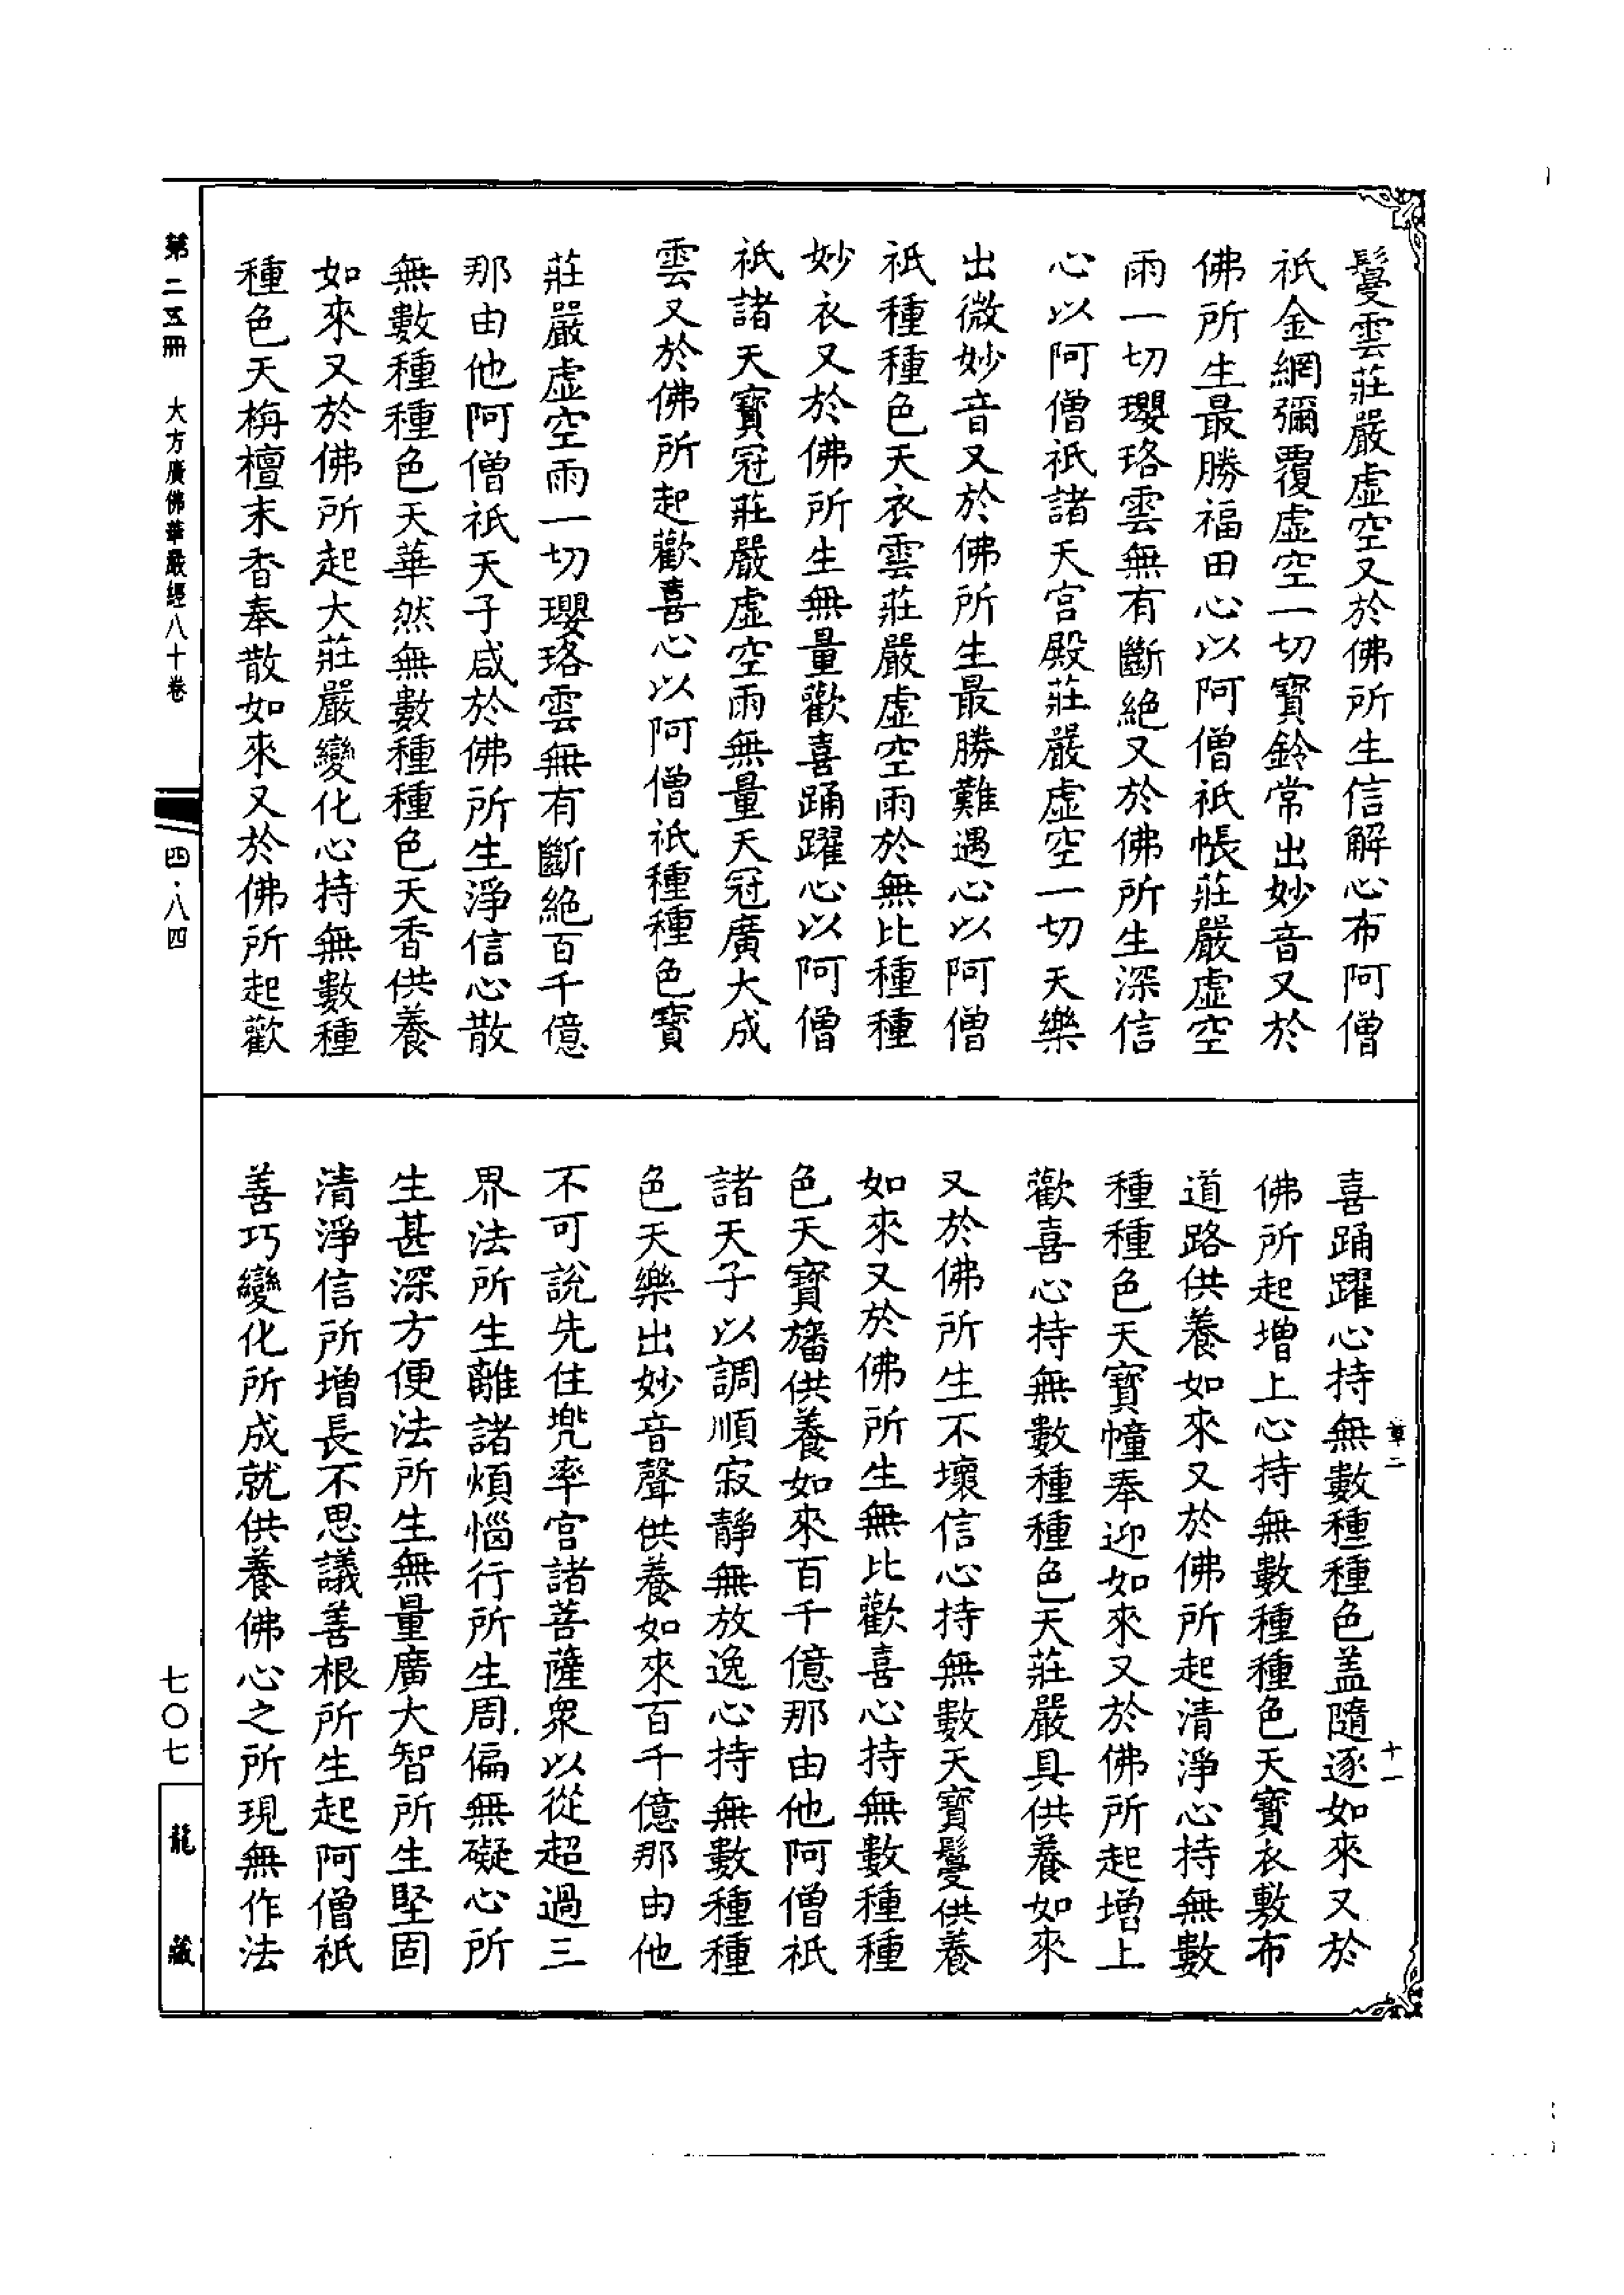 鬘雲莊嚴虛空又於佛所生信解心布阿僧
祇金網彌覆虛空一切寶鈴常出妙音又於
佛所生最勝福田心以阿僧祇帳莊嚴虛空
雨一切瓔珞雲無有斷絕又於佛所生深信
心以阿僧祇諸天宮殿莊嚴虛空一切天樂
出微妙音又於佛所生最勝難遇心以阿僧
祇種種色天衣雲莊嚴虛空雨於無比種種
妙衣又於佛所生無量歡喜踊躍心以阿僧
祇諸天寶冠莊嚴虛空雨無量天冠廣大成
雲又於佛所起歡喜心以阿僧祇種種色寶
莊嚴虛空雨一切瓔珞雲無有斷絕百千億
那由他阿僧祇天子咸於佛所生淨信心散
無數種種色天華然無數種種色天香供養
如來又於佛所起大莊嚴變化心持無數種
種色天栴檀末香奉散如來又於佛所起歡
喜踊躍心持無數種種色蓋隨逐如來又於
佛所起增上心持無數種種色天寶衣敷布
道路供養如來又於佛所起清淨心持無數
種種色天寶幢奉迎如來又於佛所起增上
歡喜心持無數種種色天莊嚴具供養如來
又於佛所生不壞信心持無數天寶鬘供養
如來又於佛所生無比歡喜心持無數種種
色天寶旛供養如來百千億那由他阿僧祇
諸天子以調順寂靜無放逸心持無數種種
色天樂出妙音聲供養如來百千億那由他
不可說先住兠率宮諸菩薩眾以從超過三
界法所生離諸煩惱行所生周徧無礙心所
生甚深方便法所生無量廣大智所生堅固
清淨信所增長不思議善根所生起阿僧祇
善巧變化所成就供養佛心之所現無作法
章二
十一
第二五冊 大方廣佛華嚴經八十卷
四·八四
七〇七
龍藏